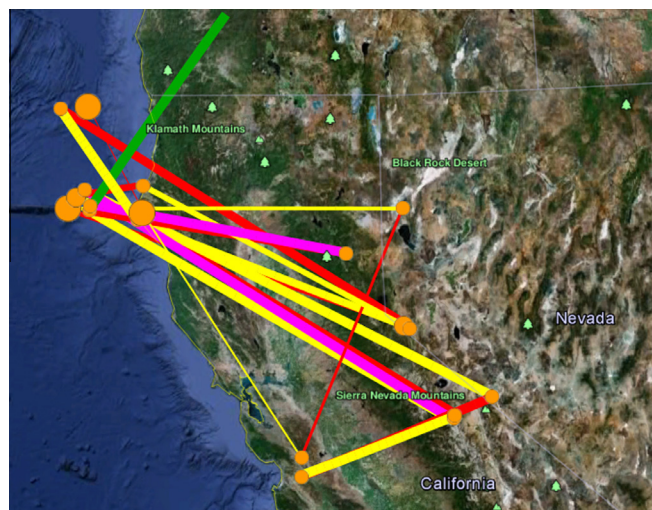 Klamath Mountains
Black Rock Desert
Nevada
Sierra Nevada Mountains
California